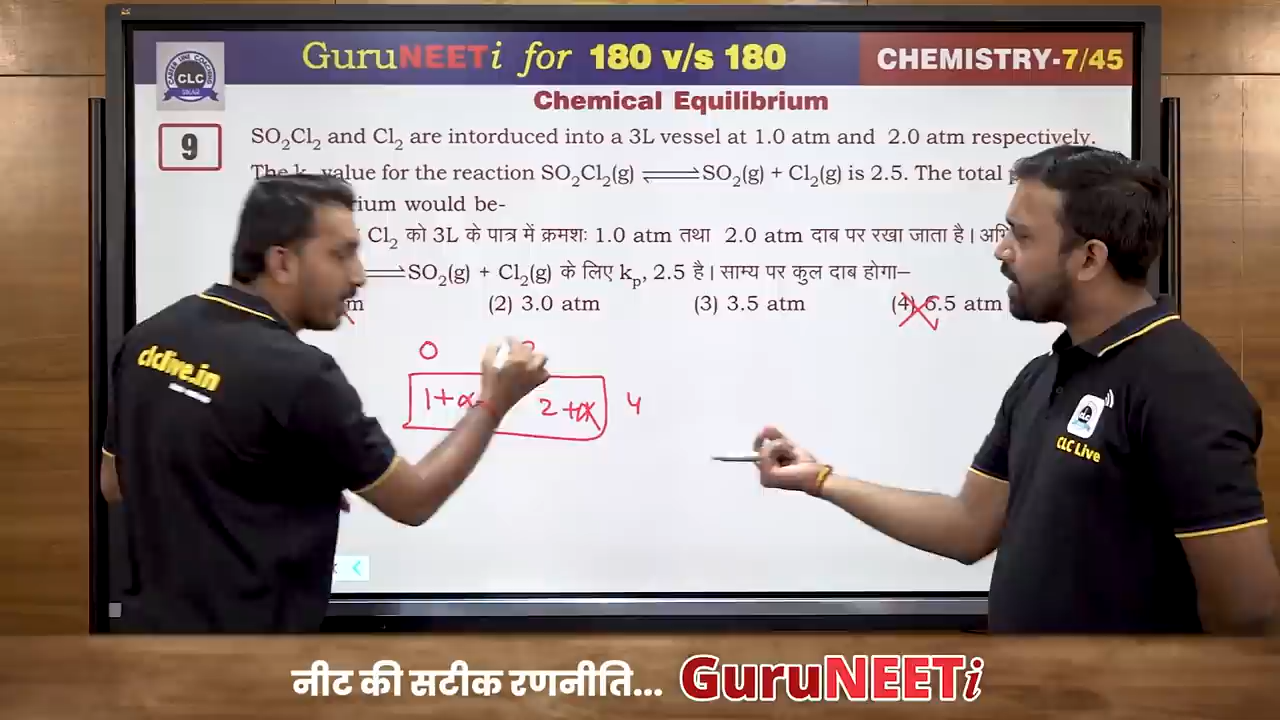 GuruNEETi for 180 v/s 180
CHEMISTRY-7/45
CLC
Chemical Equilibrium
9
SO₂Cl₂ and Cl₂ are intorduced into a 3L vessel at 1.0 atm and 2.0 atm respectively.
The k value for the reaction SO₂Cl₂(g) ⇌ SO₂(g) + Cl₂(g) is 2.5. The total
rium would be-
Cl₂ को 3L के पात्र में क्रमशः 1.0 atm तथा 2.0 atm दाब पर रखा जाता है।
⇌SO₂(g) + Cl₂(g) के लिए kₚ, 2.5 है। साम्य पर कुल दाब होगा–
m (2) 3.0 atm (3) 3.5 atm (4) 6.5 atm
0
1+α 2+α 4
clclive.in
CLC
CLC Live
नीट की सटीक रणनीति... GuruNEETi